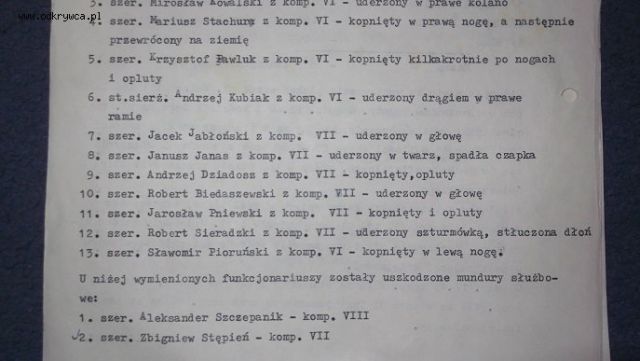 www.odkrywca.pl
3. szer. Mirosław Kowalski z komp. VI - uderzony w prawe kolano
4. szer. Mariusz Stachura z komp. VI - kopnięty w prawą nogę, a następnie
przewrócony na ziemię
5. szer. Krzysztof Pawluk z komp. VI - kopnięty kilkakrotnie po nogach
i opluty
6. st.sierż. Andrzej Kubiak z komp. VI - uderzony drągiem w prawe
ramie
7. szer. Jacek Jabłoński z komp. VII - uderzony w głowę
8. szer. Janusz Janas z komp. VII - uderzony w twarz, spadła czapka
9. szer. Andrzej Dziadosz z komp. VII - kopnięty,opluty
10. szer. Robert Biedaszewski z komp. VII - uderzony w głowę
11. szer. Jarosław Pniewski z komp. VII - kopnięty i opluty
12. szer. Robert Sieradzki z komp. VII - uderzony szturmówką, stłuczona dłoń
13. szer. Sławomir Pioruński z komp. VI - kopnięty w lewą nogę.
U niżej wymienionych funkcjonariuszy zostały uszkodzone mundury służbo-
we:
1. szer. Aleksander Szczepanik - komp. VIII
2. szer. Zbigniew Stępień - komp. VII